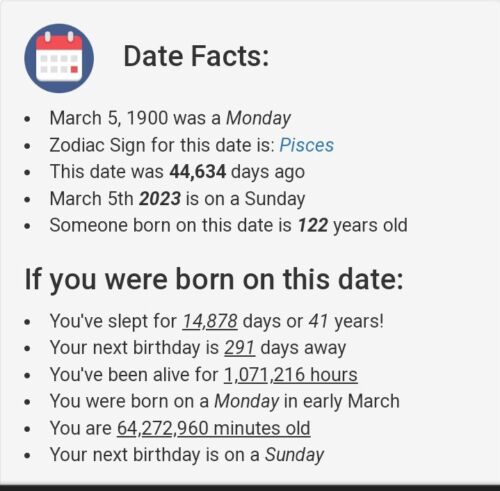 Date Facts:
March 5, 1900 was a Monday
Zodiac Sign for this date is: Pisces
This date was 44,634 days ago
March 5th 2023 is on a Sunday
Someone born on this date is 122 years old
If you were born on this date:
You've slept for 14,878 days or 41 years!
Your next birthday is 291 days away
You've been alive for 1,071,216 hours
You were born on a Monday in early March
You are 64,272,960 minutes old
Your next birthday is on a Sunday